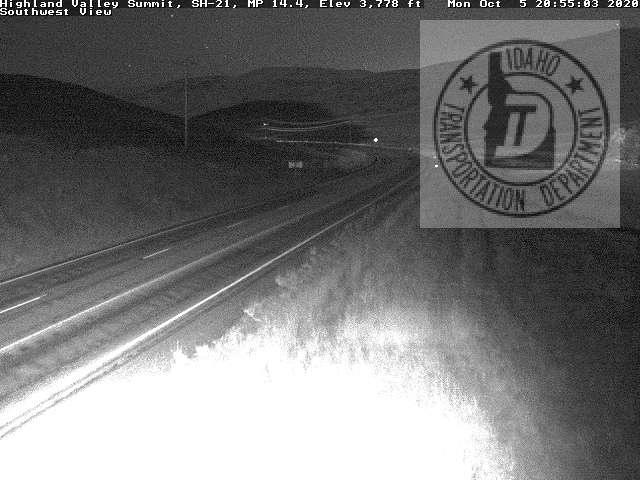 Highland Valley Summit, SH-21, MP 14.4, Elev 3,778 ft   Mon Oct  5 20:55:03 2020
Southwest View
IDAHO
TRANSPORTATION DEPARTMENT